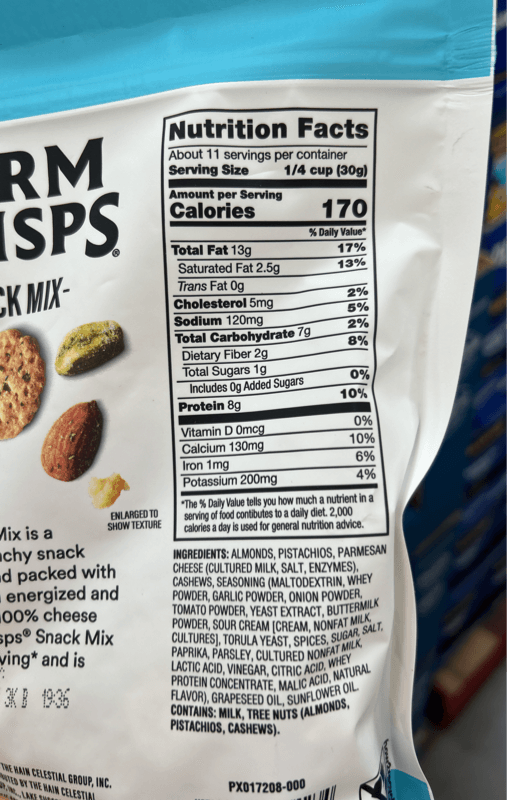 RM
ISPS®
CK MIX-
ENLARGED TO
SHOW TEXTURE
Mix is a
nchy snack
d packed with
energized and
100% cheese
sps® Snack Mix
ving* and is
3K B 19:36
THE HAIN CELESTIAL GROUP, INC.
UTED BY THE HAIN CELESTIAL
Nutrition Facts
About 11 servings per container
Serving Size 1/4 cup (30g)
Amount per Serving
Calories 170
% Daily Value*
Total Fat 13g 17%
Saturated Fat 2.5g 13%
Trans Fat 0g
Cholesterol 5mg 2%
Sodium 120mg 5%
Total Carbohydrate 7g 2%
Dietary Fiber 2g 8%
Total Sugars 1g
Includes 0g Added Sugars 0%
Protein 8g 10%
Vitamin D 0mcg 0%
Calcium 130mg 10%
Iron 1mg 6%
Potassium 200mg 4%
*The % Daily Value tells you how much a nutrient in a
serving of food contibutes to a daily diet. 2,000
calories a day is used for general nutrition advice.
INGREDIENTS: ALMONDS, PISTACHIOS, PARMESAN
CHEESE (CULTURED MILK, SALT, ENZYMES),
CASHEWS, SEASONING (MALTODEXTRIN, WHEY
POWDER, GARLIC POWDER, ONION POWDER,
TOMATO POWDER, YEAST EXTRACT, BUTTERMILK
POWDER, SOUR CREAM [CREAM, NONFAT MILK,
CULTURES], TORULA YEAST, SPICES, SUGAR, SALT,
PAPRIKA, PARSLEY, CULTURED NONFAT MILK,
LACTIC ACID, VINEGAR, CITRIC ACID, WHEY
PROTEIN CONCENTRATE, MALIC ACID, NATURAL
FLAVOR), GRAPESEED OIL, SUNFLOWER OIL.
CONTAINS: MILK, TREE NUTS (ALMONDS,
PISTACHIOS, CASHEWS).
PX017208-000